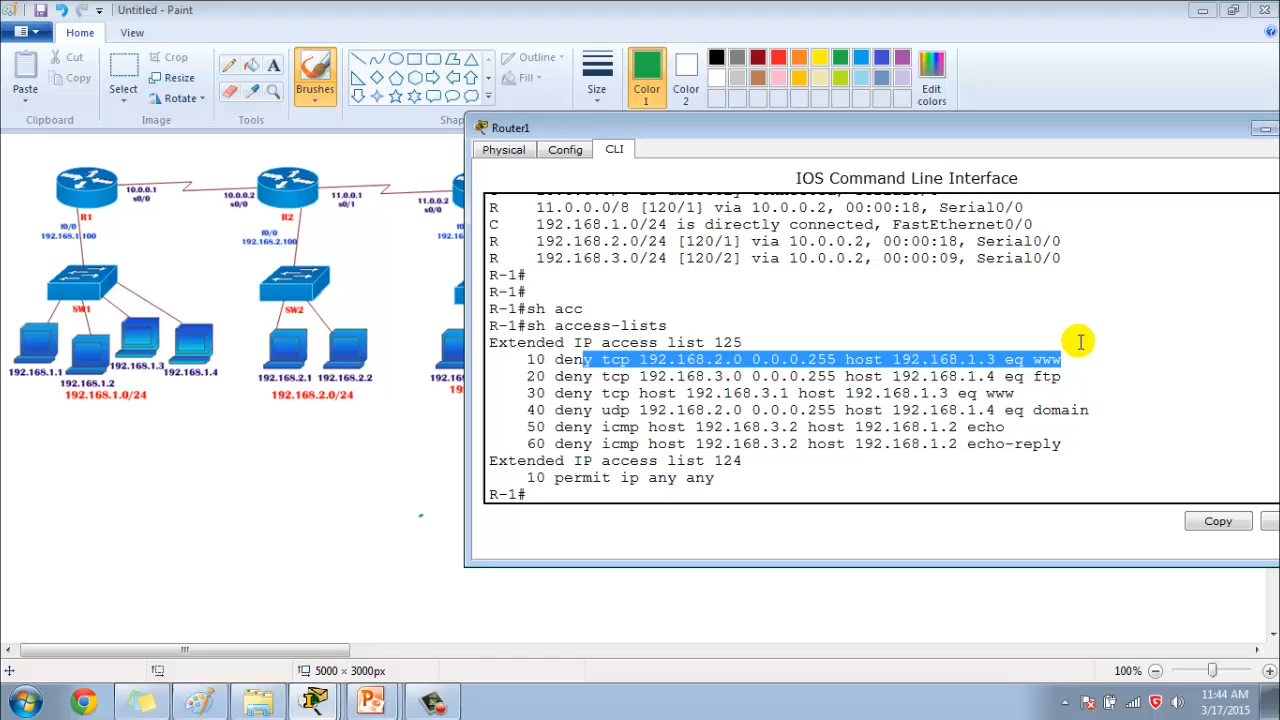 Untitled - Paint
Home
View
Paste
Cut
Copy
Clipboard
Select
Crop
Resize
Rotate
Image
Tools
Brushes
Outline
Fill
Size
Color
1
Color
2
Edit
colors
R1
10.0.0.1
s0/0
10.0.0.2
s0/0
R2
11.0.0.1
s0/1
11.0.0.2
s0/0
f0/0
192.168.1.100
f0/0
192.168.2.100
SW1
SW2
192.168.1.1
192.168.1.2
192.168.1.3
192.168.1.4
192.168.1.0/24
192.168.2.1
192.168.2.2
192.168.2.0/24
Router1
Physical
Config
CLI
IOS Command Line Interface
R 11.0.0.0/8 [120/1] via 10.0.0.2, 00:00:18, Serial0/0
C 192.168.1.0/24 is directly connected, FastEthernet0/0
R 192.168.2.0/24 [120/1] via 10.0.0.2, 00:00:18, Serial0/0
R 192.168.3.0/24 [120/2] via 10.0.0.2, 00:00:09, Serial0/0
R-1#
R-1#
R-1#sh acc
R-1#sh access-lists
Extended IP access list 125
10 deny tcp 192.168.2.0 0.0.0.255 host 192.168.1.3 eq www
20 deny tcp 192.168.3.0 0.0.0.255 host 192.168.1.4 eq ftp
30 deny tcp host 192.168.3.1 host 192.168.1.3 eq www
40 deny udp 192.168.2.0 0.0.0.255 host 192.168.1.4 eq domain
50 deny icmp host 192.168.3.2 host 192.168.1.2 echo
60 deny icmp host 192.168.3.2 host 192.168.1.2 echo-reply
Extended IP access list 124
10 permit ip any any
R-1#
Copy
5000 × 3000px
100%
11:44 AM
3/17/2015